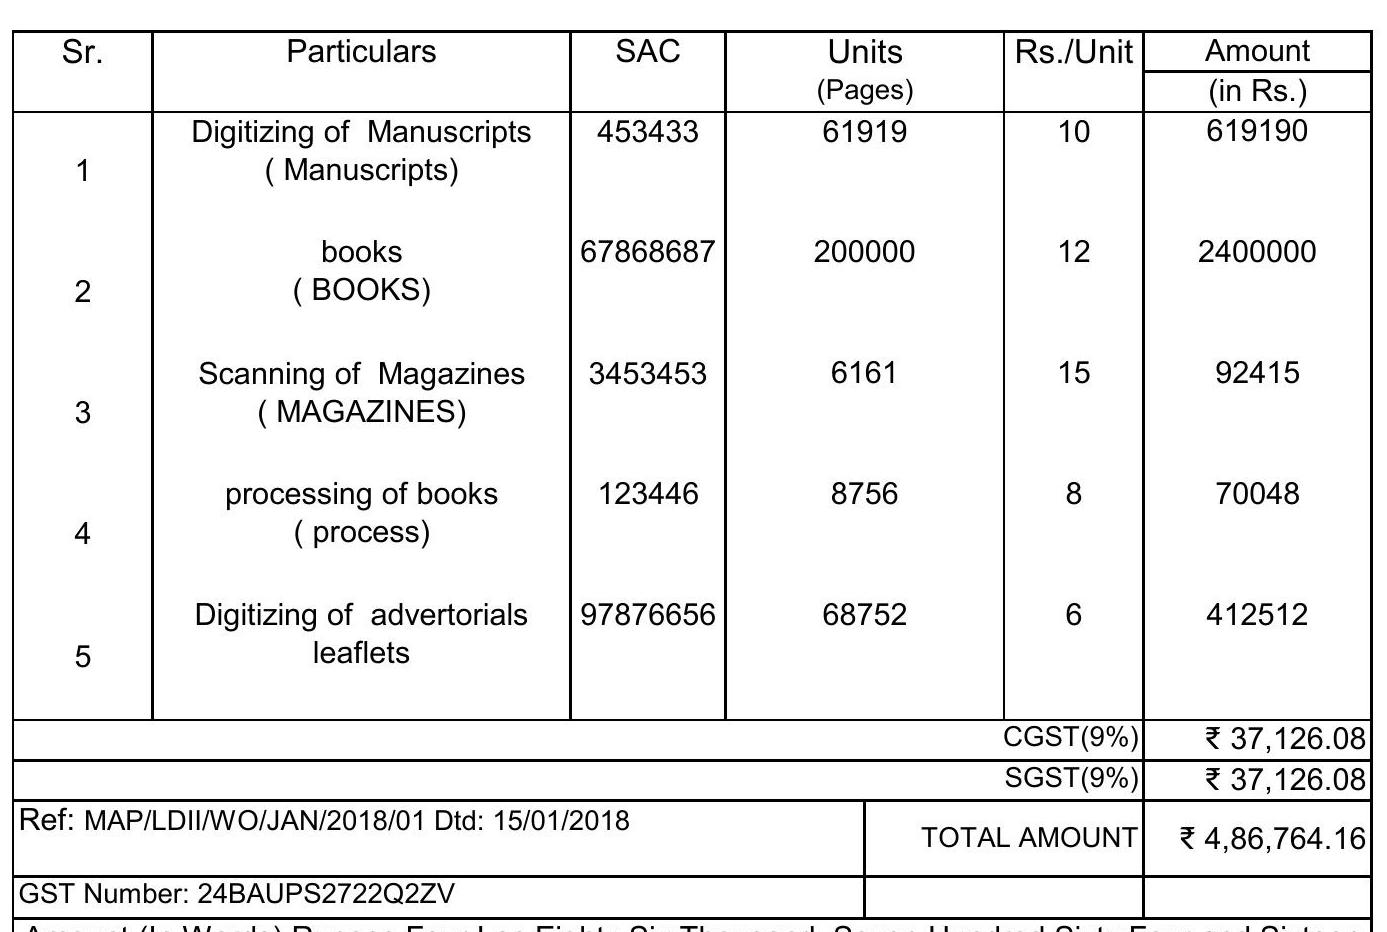 Sr. Particulars SAC Units Rs./Unit Amount
(Pages) (in Rs.)
Digitizing of Manuscripts 453433 61919 10 619190
1 ( Manuscripts)
books 67868687 200000 12 2400000
2 ( BOOKS)
Scanning of Magazines 3453453 6161 15 92415
3 ( MAGAZINES)
processing of books 123446 8756 8 70048
4 ( process)
Digitizing of advertorials 97876656 68752 6 412512
5 leaflets
CGST(9%) ₹ 37,126.08
SGST(9%) ₹ 37,126.08
Ref: MAP/LDII/WO/JAN/2018/01 Dtd: 15/01/2018
TOTAL AMOUNT ₹ 4,86,764.16
GST Number: 24BAUPS2722Q2ZV